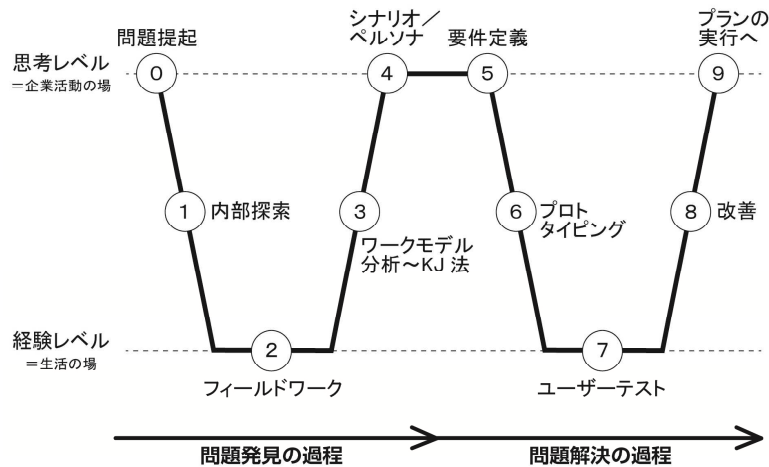 シナリオ／
ペルソナ
プランの
実行へ
問題提起
要件定義
思考レベル
＝企業活動の場
0
4
5
9
1
内部探索
3
6
プロト
タイピング
8
改善
ワークモデル
分析～KJ 法
経験レベル
＝生活の場
2
7
フィールドワーク
ユーザーテスト
問題発見の過程
問題解決の過程